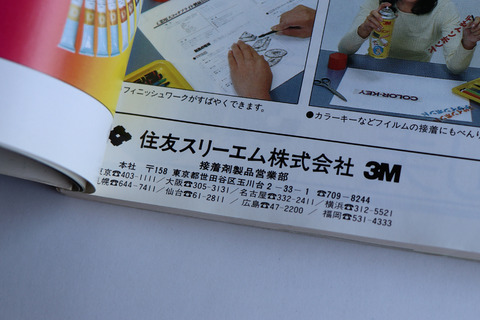 COLOR-KEY
フィニッシュワークがすばやくできます。
●カラーキーなどフイルムの接着にもべんり
住友スリーエム株式会社 3M
接着剤製品営業部
本社 〒158 東京都世田谷区玉川台2-33-1 ☎709-8244
東京☎403-1111/大阪☎305-3131/名古屋☎332-2411/横浜☎312-5521
札幌☎644-7411/仙台☎61-2811 /広島☎47-2200 /福岡☎531-4333